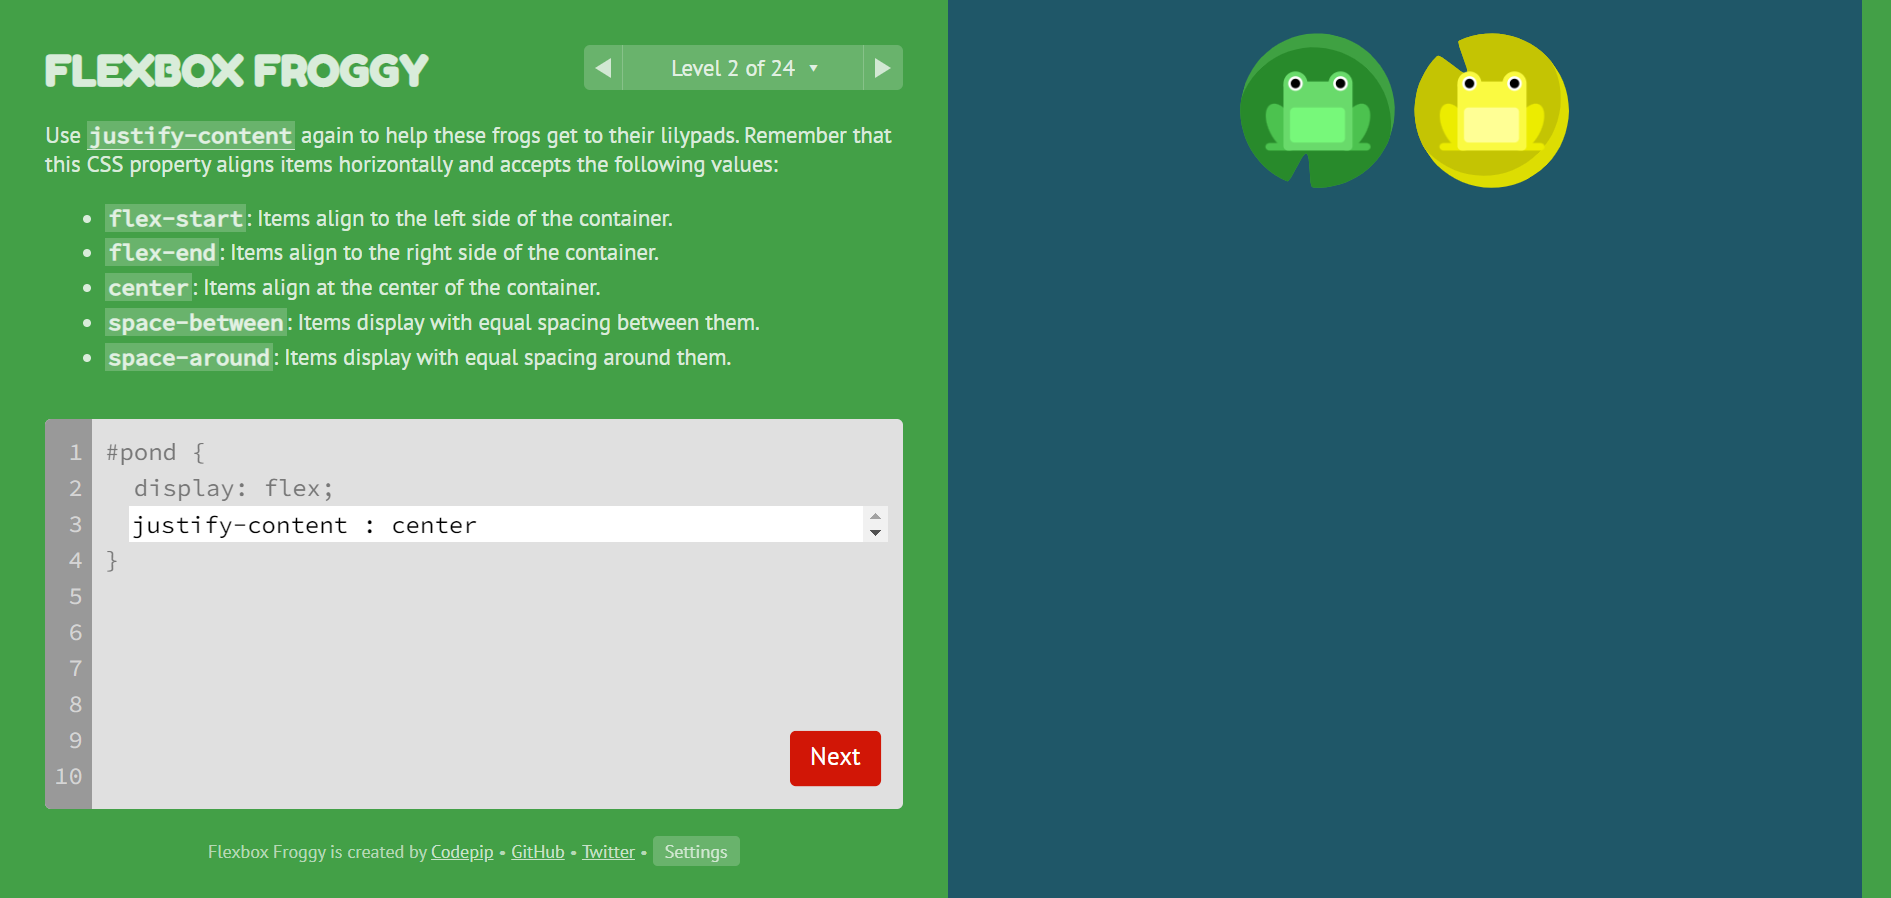 FLEXBOX FROGGY
Level 2 of 24
Use justify-content again to help these frogs get to their lilypads. Remember that
this CSS property aligns items horizontally and accepts the following values:
flex-start: Items align to the left side of the container.
flex-end: Items align to the right side of the container.
center: Items align at the center of the container.
space-between: Items display with equal spacing between them.
space-around: Items display with equal spacing around them.
1 #pond {
2 display: flex;
3 justify-content : center
4 }
5
6
7
8
9
10
Next
Flexbox Froggy is created by Codepip • GitHub • Twitter • Settings